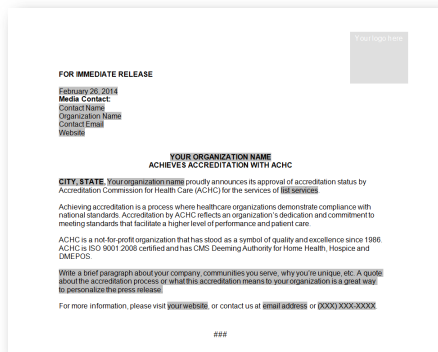 Your logo here
FOR IMMEDIATE RELEASE
February 26, 2014
Media Contact:
Contact Name
Organization Name
Contact Email
Website
YOUR ORGANIZATION NAME
ACHIEVES ACCREDITATION WITH ACHC
CITY, STATE, Your organization name proudly announces its approval of accreditation status by
Accreditation Commission for Health Care (ACHC) for the services of list services.
Achieving accreditation is a process where healthcare organizations demonstrate compliance with
national standards. Accreditation by ACHC reflects an organization's dedication and commitment to
meeting standards that facilitate a higher level of performance and patient care.
ACHC is a not-for-profit organization that has stood as a symbol of quality and excellence since 1986.
ACHC is ISO 9001:2008 certified and has CMS Deeming Authority for Home Health, Hospice and
DMEPOS.
Write a brief paragraph about your company, communities you serve, why you're unique, etc. A quote
about the accreditation process or what this accreditation means to your organization is a great way
to personalize the press release.
For more information, please visit your website, or contact us at email address or (XXX) XXX-XXXX.
###